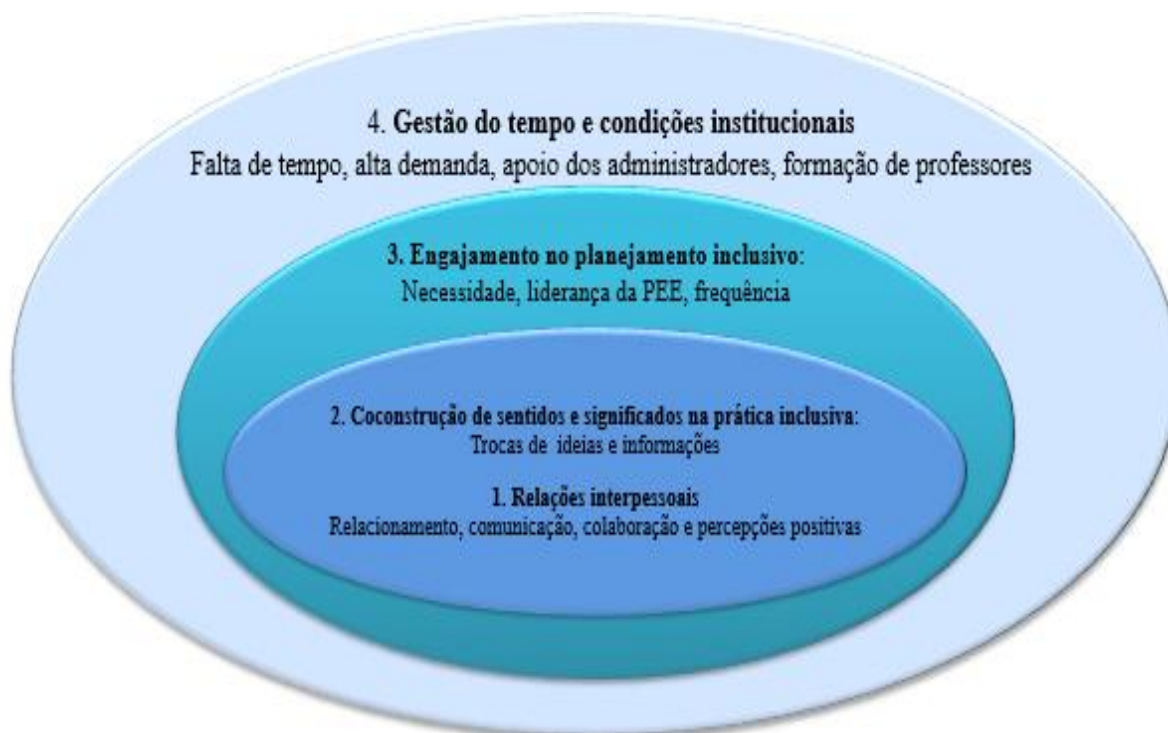 4. Gestão do tempo e condições institucionais
Falta de tempo, alta demanda, apoio dos administradores, formação de professores
3. Engajamento no planejamento inclusivo:
Necessidade, liderança da PEE, frequência
2. Coconstrução de sentidos e significados na prática inclusiva:
Trocas de ideias e informações
1. Relações interpessoais
Relacionamento, comunicação, colaboração e percepções positivas